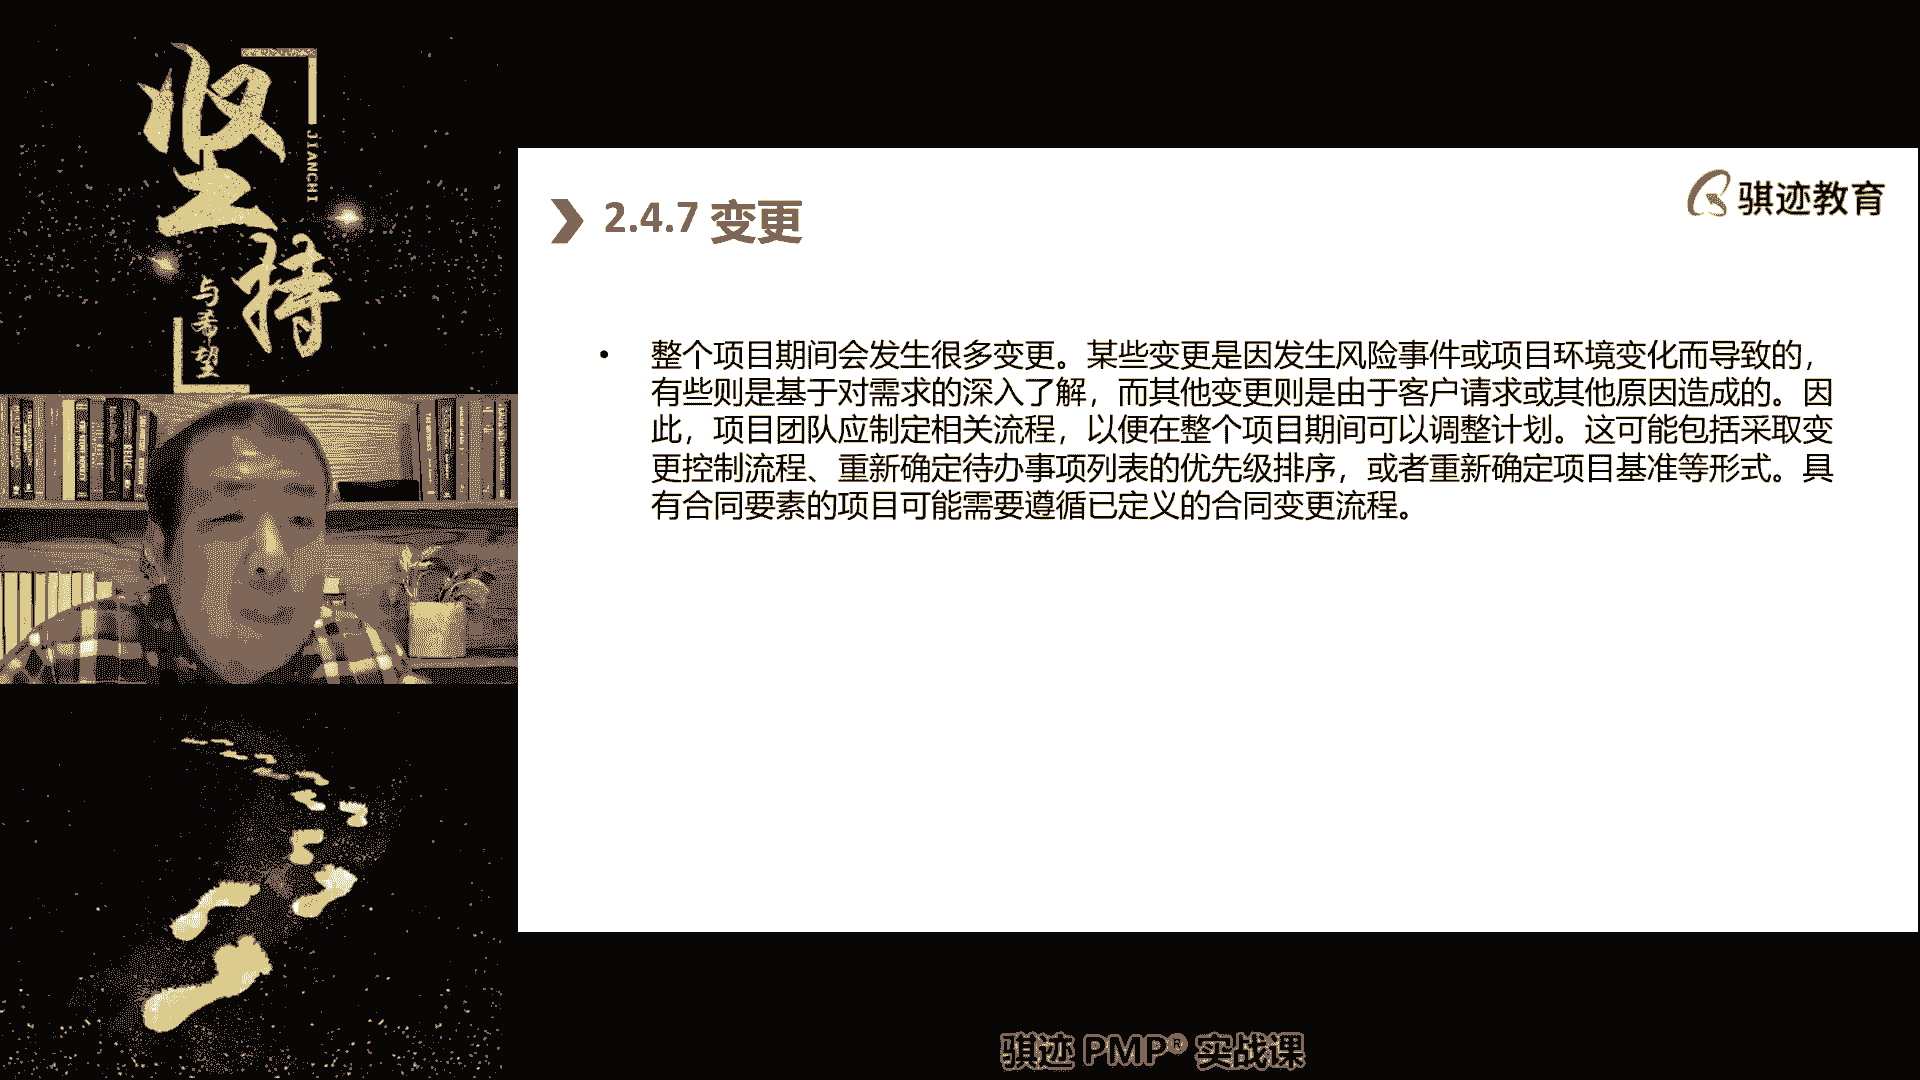 坚持
JIANCHI
与希望
骐迹教育
2.4.7 变更
• 整个项目期间会发生很多变更。某些变更是因发生风险事件或项目环境变化而导致的，
有些则是基于对需求的深入了解，而其他变更则是由于客户请求或其他原因造成的。因
此，项目团队应制定相关流程，以便在整个项目期间可以调整计划。这可能包括采取变
更控制流程、重新确定待办事项列表的优先级排序，或者重新确定项目基准等形式。具
有合同要素的项目可能需要遵循已定义的合同变更流程。
骐迹 PMP® 实战课